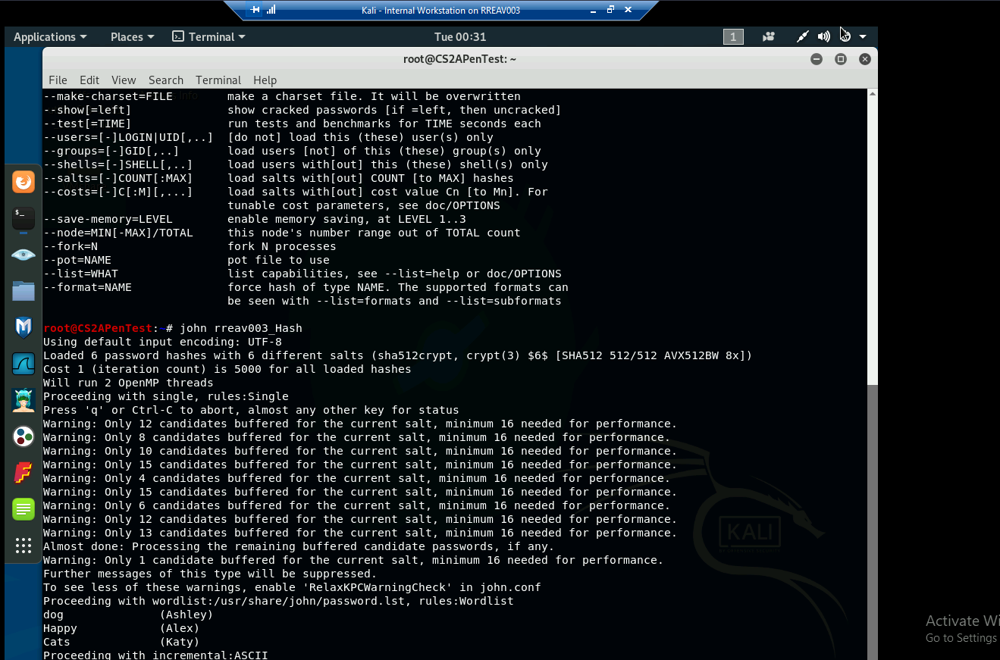 Kali - Internal Workstation on RREAV003
Applications Places Terminal Tue 00:31 1
root@CS2APenTest: ~
File Edit View Search Terminal Help
--make-charset=FILE make a charset file. It will be overwritten
--show[=left] show cracked passwords [if =left, then uncracked]
--test[=TIME] run tests and benchmarks for TIME seconds each
--users=[-]LOGIN|UID[,..] [do not] load this (these) user(s) only
--groups=[-]GID[,..] load users [not] of this (these) group(s) only
--shells=[-]SHELL[,..] load users with[out] this (these) shell(s) only
--salts=[-]COUNT[:MAX] load salts with[out] COUNT [to MAX] hashes
--costs=[-]C[:M][,...] load salts with[out] cost value Cn [to Mn]. For
tunable cost parameters, see doc/OPTIONS
--save-memory=LEVEL enable memory saving, at LEVEL 1..3
--node=MIN[-MAX]/TOTAL this node's number range out of TOTAL count
--fork=N fork N processes
--pot=NAME pot file to use
--list=WHAT list capabilities, see --list=help or doc/OPTIONS
--format=NAME force hash of type NAME. The supported formats can
be seen with --list=formats and --list=subformats
root@CS2APenTest:~# john rreav003_Hash
Using default input encoding: UTF-8
Loaded 6 password hashes with 6 different salts (sha512crypt, crypt(3) $6$ [SHA512 512/512 AVX512BW 8x])
Cost 1 (iteration count) is 5000 for all loaded hashes
Will run 2 OpenMP threads
Proceeding with single, rules:Single
Press 'q' or Ctrl-C to abort, almost any other key for status
Warning: Only 12 candidates buffered for the current salt, minimum 16 needed for performance.
Warning: Only 8 candidates buffered for the current salt, minimum 16 needed for performance.
Warning: Only 10 candidates buffered for the current salt, minimum 16 needed for performance.
Warning: Only 15 candidates buffered for the current salt, minimum 16 needed for performance.
Warning: Only 4 candidates buffered for the current salt, minimum 16 needed for performance.
Warning: Only 15 candidates buffered for the current salt, minimum 16 needed for performance.
Warning: Only 6 candidates buffered for the current salt, minimum 16 needed for performance.
Warning: Only 12 candidates buffered for the current salt, minimum 16 needed for performance.
Warning: Only 13 candidates buffered for the current salt, minimum 16 needed for performance.
Almost done: Processing the remaining buffered candidate passwords, if any.
Warning: Only 1 candidate buffered for the current salt, minimum 16 needed for performance.
Further messages of this type will be suppressed.
To see less of these warnings, enable 'RelaxKPCWarningCheck' in john.conf
Proceeding with wordlist:/usr/share/john/password.lst, rules:Wordlist
dog (Ashley)
Happy (Alex)
Cats (Katy)
Proceeding with incremental:ASCII
KALI
Activate Wi
Go to Settings